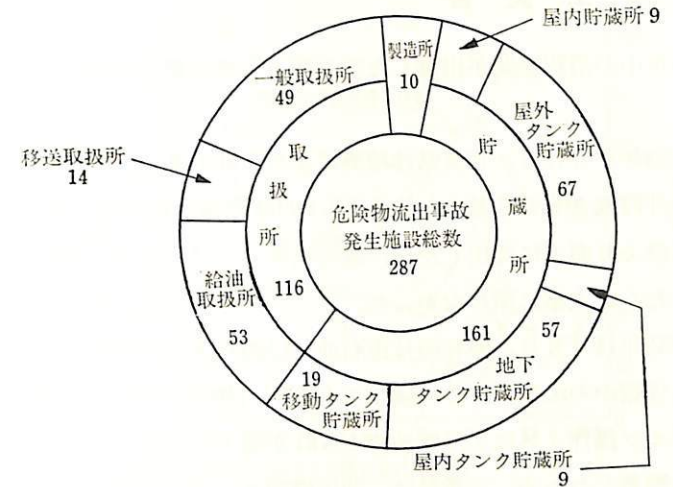 屋内貯蔵所 9
製造所
10
一般取扱所
49
屋外
タンク
貯蔵所
67
移送取扱所
14
取
扱
所
116
貯
蔵
所
161
危険物流出事故
発生施設総数
287
給油
取扱所
53
57
地下
タンク貯蔵所
19
移動タンク
貯蔵所
屋内タンク貯蔵所
9